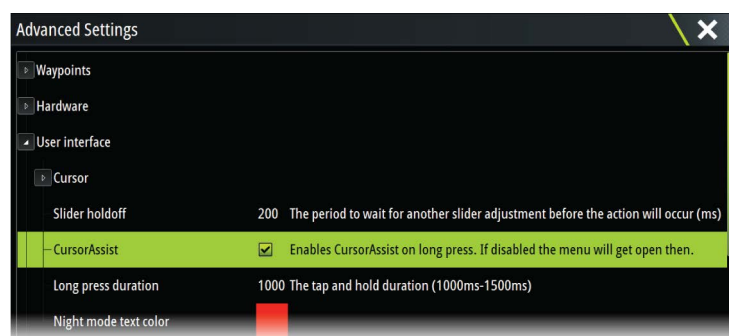 Advanced Settings
Waypoints
Hardware
User interface
Cursor
Slider holdoff 200 The period to wait for another slider adjustment before the action will occur (ms)
CursorAssist Enables CursorAssist on long press. If disabled the menu will get open then.
Long press duration 1000 The tap and hold duration (1000ms-1500ms)
Night mode text color